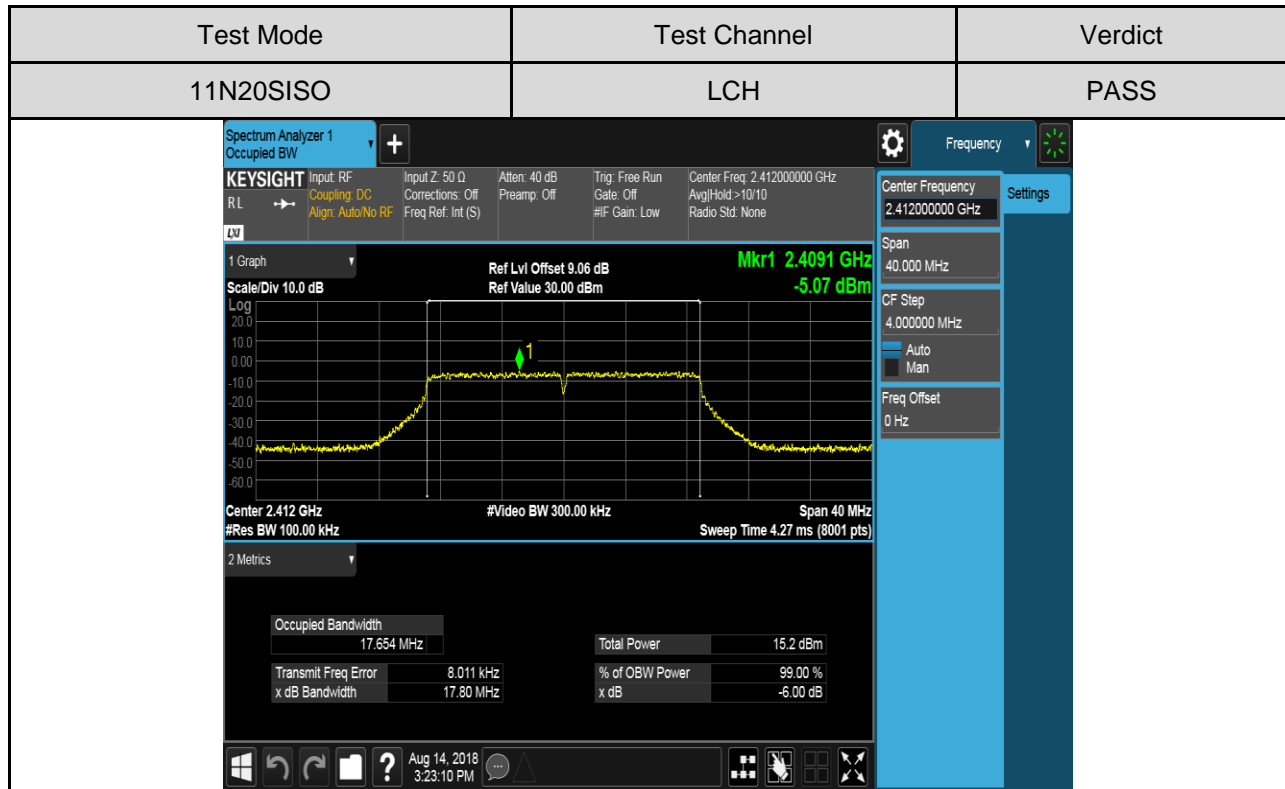 Test Mode Test Channel Verdict
11N20SISO LCH PASS
Spectrum Analyzer 1
Occupied BW
+
Frequency
KEYSIGHT Input: RF Input Z: 50 Ω Atten: 40 dB Trig: Free Run Center Freq: 2.412000000 GHz
RL Coupling: DC Corrections: Off Preamp: Off Gate: Off Avg|Hold:>10/10
Align: Auto/No RF Freq Ref: Int (S) #IF Gain: Low Radio Std: None
LXI
Center Frequency
2.412000000 GHz
Settings
Span
40.000 MHz
CF Step
4.000000 MHz
Auto
Man
Freq Offset
0 Hz
1 Graph Ref Lvl Offset 9.06 dB Mkr1 2.4091 GHz
Scale/Div 10.0 dB Ref Value 30.00 dBm -5.07 dBm
Log
20.0
10.0
0.00
-10.0
-20.0
-30.0
-40.0
-50.0
-60.0
1
Center 2.412 GHz #Video BW 300.00 kHz Span 40 MHz
#Res BW 100.00 kHz Sweep Time 4.27 ms (8001 pts)
2 Metrics
Occupied Bandwidth
17.654 MHz Total Power 15.2 dBm
Transmit Freq Error 8.011 kHz % of OBW Power 99.00 %
x dB Bandwidth 17.80 MHz x dB -6.00 dB
? Aug 14, 2018
3:23:10 PM